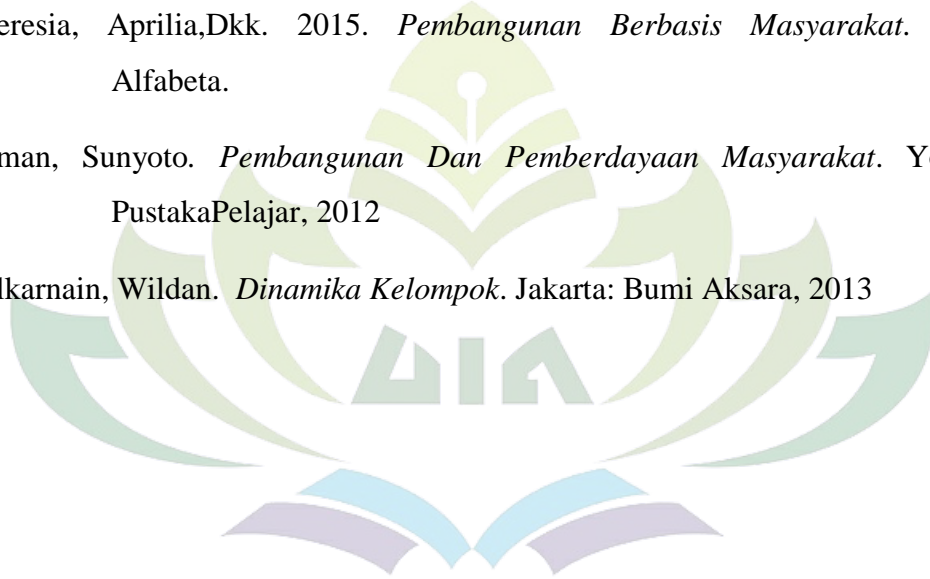 eresia, Aprilia,Dkk. 2015. Pembangunan Berbasis Masyarakat.
Alfabeta.
man, Sunyoto. Pembangunan Dan Pemberdayaan Masyarakat.
PustakaPelajar, 2012
lkarnain, Wildan. Dinamika Kelompok. Jakarta: Bumi Aksara, 2013
UIN